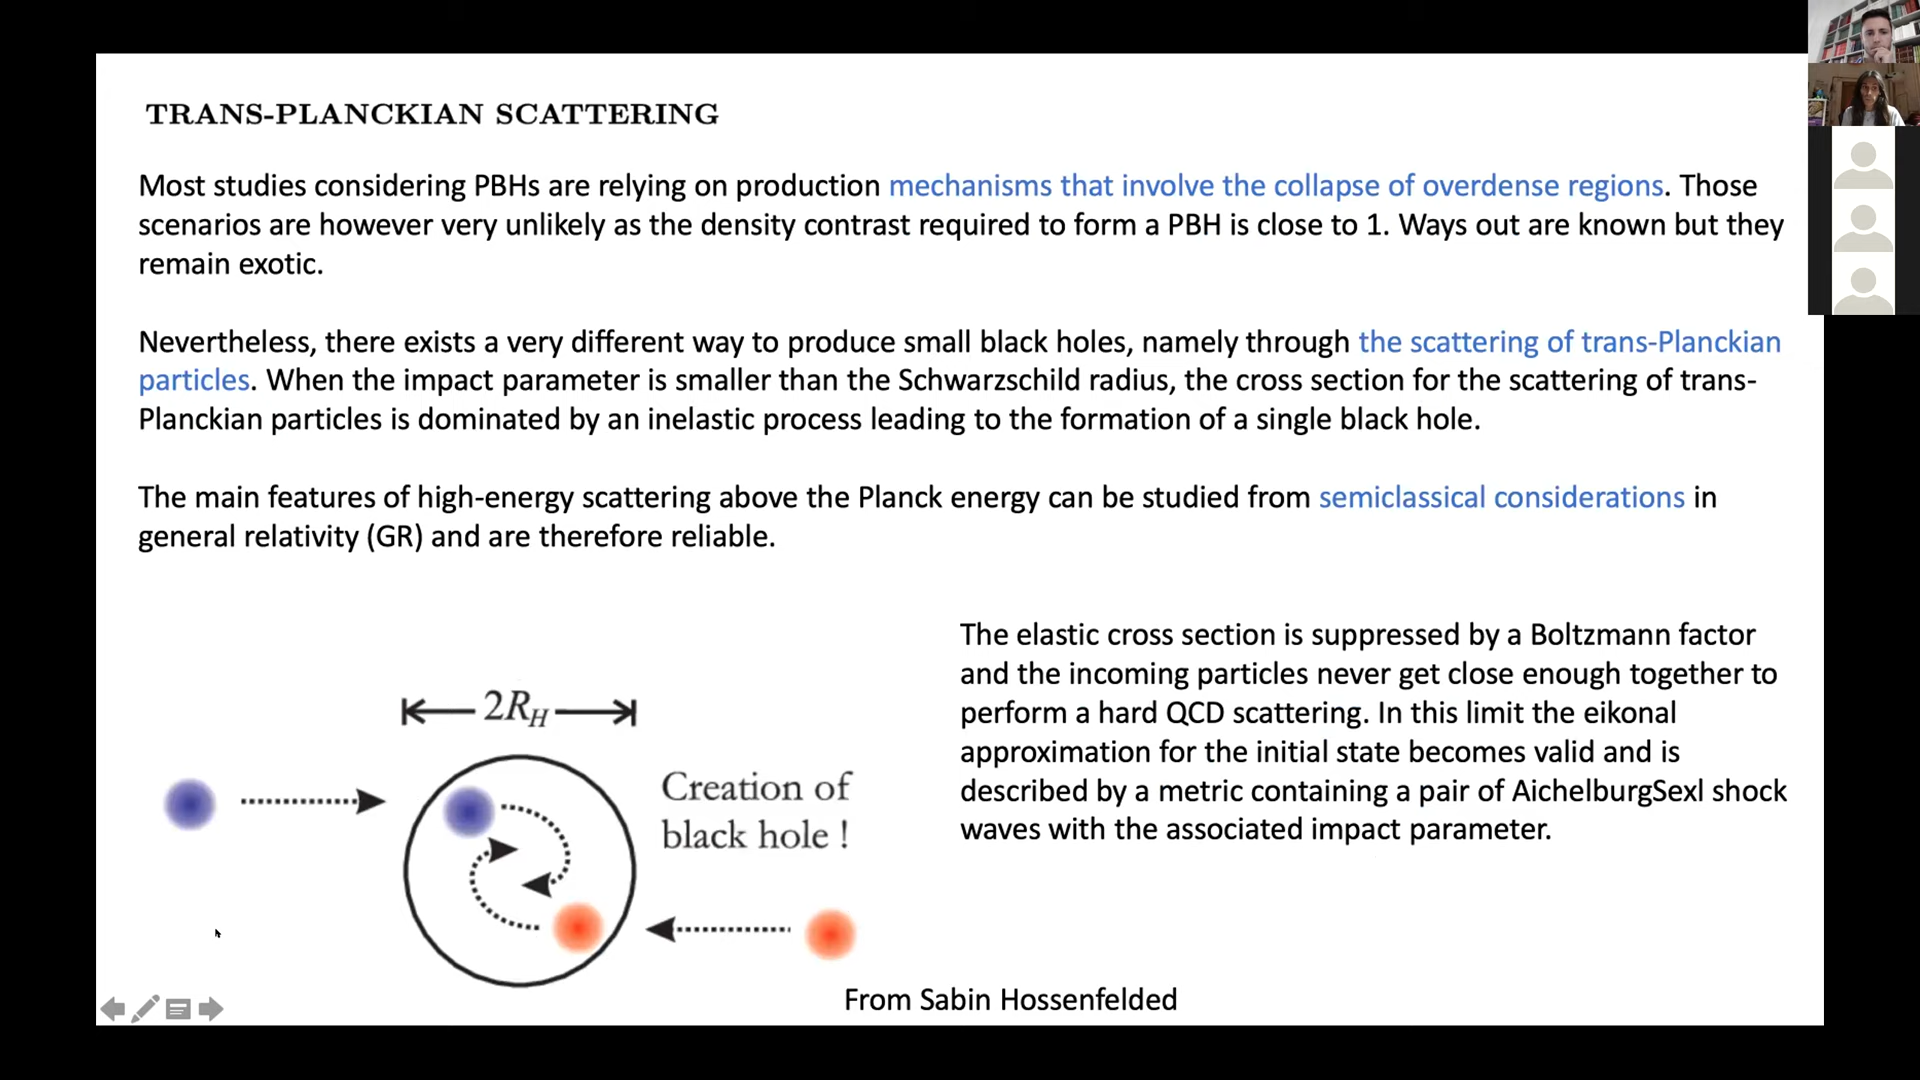 TRANS-PLANCKIAN SCATTERING
Most studies considering PBHs are relying on production mechanisms that involve the collapse of overdense regions. Those
scenarios are however very unlikely as the density contrast required to form a PBH is close to 1. Ways out are known but they
remain exotic.
Nevertheless, there exists a very different way to produce small black holes, namely through the scattering of trans-Planckian
particles. When the impact parameter is smaller than the Schwarzschild radius, the cross section for the scattering of trans-
Planckian particles is dominated by an inelastic process leading to the formation of a single black hole.
The main features of high-energy scattering above the Planck energy can be studied from semiclassical considerations in
general relativity (GR) and are therefore reliable.
2R_H
Creation of
black hole !
The elastic cross section is suppressed by a Boltzmann factor
and the incoming particles never get close enough together to
perform a hard QCD scattering. In this limit the eikonal
approximation for the initial state becomes valid and is
described by a metric containing a pair of AichelburgSexl shock
waves with the associated impact parameter.
From Sabin Hossenfelded